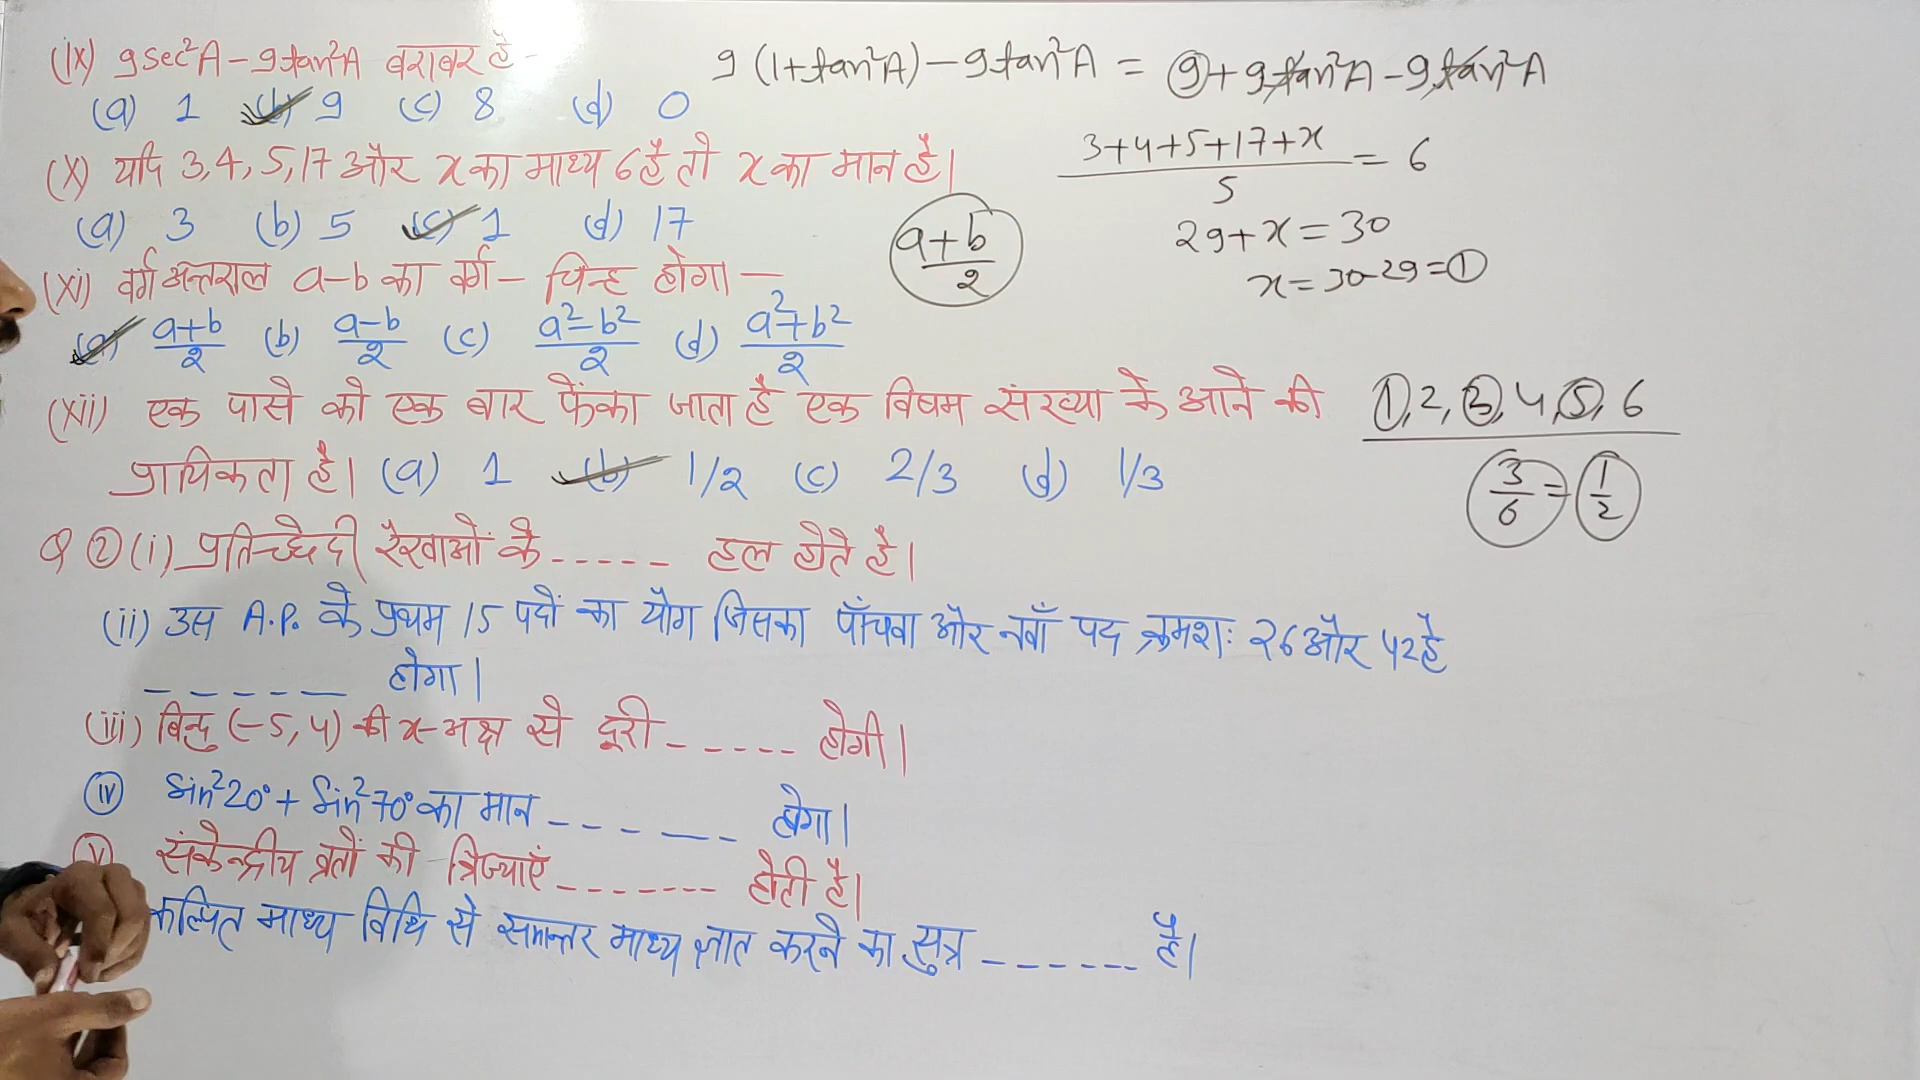 (ix) 9sec²A - 9tan²A बराबर है - 9(1+tan²A) - 9tan²A = 9 + 9tan²A - 9tan²A
(a) 1 (b) 9 (c) 8 (d) 0
(x) यदि 3, 4, 5, 17 और x का माध्य 6 है तो x का मान है। (3+4+5+17+x)/5 = 6
(a) 3 (b) 5 (c) 1 (d) 17
29+x = 30
x = 30-29 = 1
(xi) वर्ग अन्तराल a-b का वर्ग - चिन्ह होगा - (a+b)/2
(a) (a+b)/2 (b) (a-b)/2 (c) (a²-b²)/2 (d) (a²+b²)/2
(xii) एक पासे को एक बार फेंका जाता है एक विषम संख्या के आने की 1, 2, 3, 4, 5, 6
प्रायिकता है। (a) 1 (b) 1/2 (c) 2/3 (d) 1/3 3/6 = 1/2
Q ② (i) प्रतिच्छेदी रेखाओं के ----- हल होते है।
(ii) उस A.P. के प्रथम 15 पदों का योग जिसका पाँचवा और नवाँ पद क्रमश: 26 और 42 है
----- होगा।
(iii) बिन्दु (-5, 4) की x-अक्ष से दूरी ------ होगी।
(iv) sin²20° + sin²70° का मान ------ होगा।
(v) संकेन्द्रीय व्रतों की त्रिज्याएं ------- होती है।
कल्पित माध्य विधि से समान्तर माध्य ज्ञात करने का सुत्र ------ है।